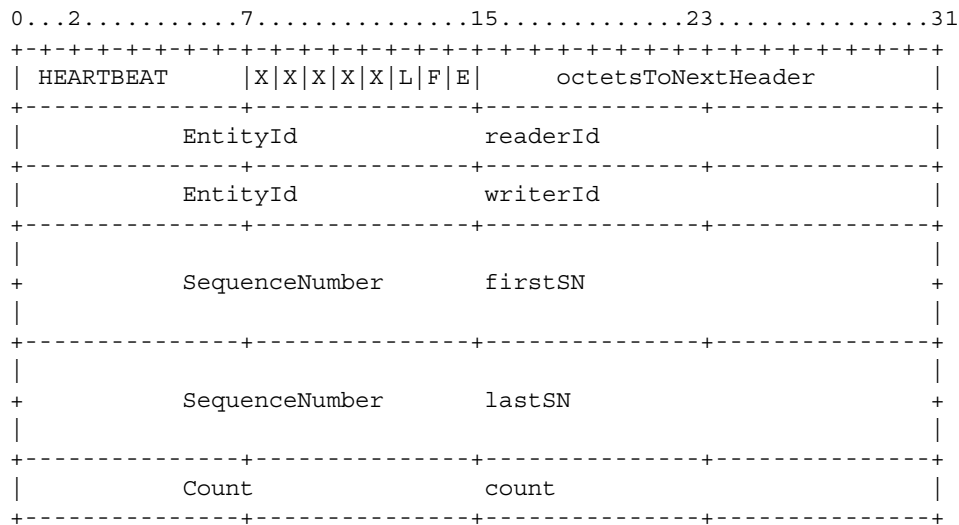 0...2...........7...............15.............23...............31
+-+-+-+-+-+-+-+-+-+-+-+-+-+-+-+-+-+-+-+-+-+-+-+-+-+-+-+-+-+-+-+-+
| HEARTBEAT     |X|X|X|X|X|L|F|E|     octetsToNextHeader        |
+---------------+---------------+---------------+---------------+
|           EntityId             readerId                       |
+---------------+---------------+---------------+---------------+
|           EntityId             writerId                       |
+---------------+---------------+---------------+---------------+
|                                                               |
+           SequenceNumber       firstSN                        +
|                                                               |
+---------------+---------------+---------------+---------------+
|                                                               |
+           SequenceNumber       lastSN                         +
|                                                               |
+---------------+---------------+---------------+---------------+
|           Count                count                          |
+---------------+---------------+---------------+---------------+